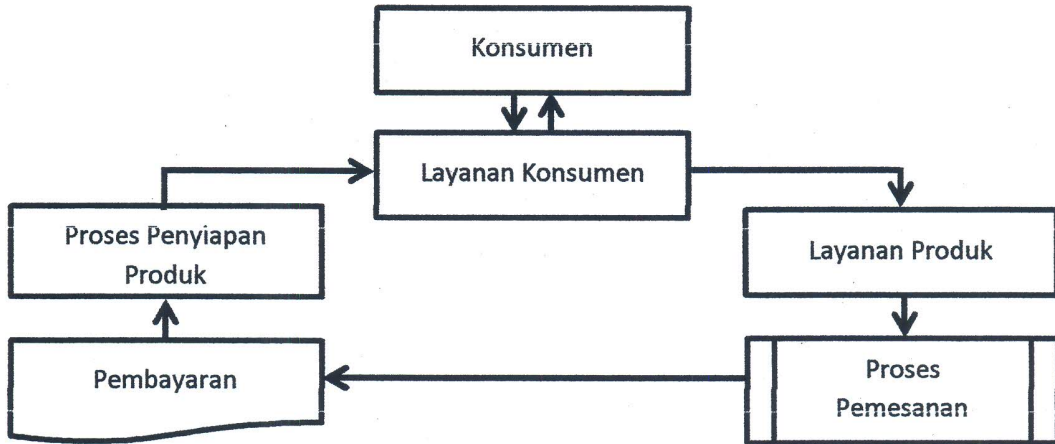 Konsumen
Layanan Konsumen
Proses Penyiapan
Produk
Layanan Produk
Pembayaran
Proses
Pemesanan